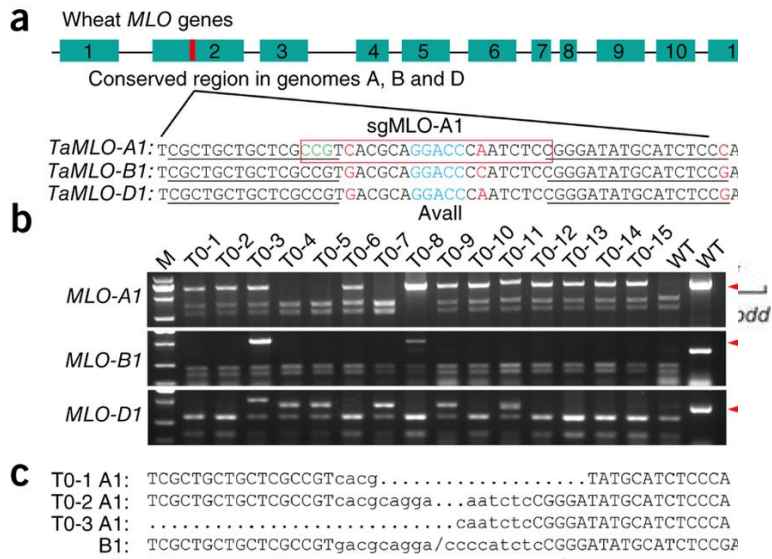 a
Wheat MLO genes
1 2 3 4 5 6 7 8 9 10 1
Conserved region in genomes A, B and D
sgMLO-A1
TaMLO-A1: TCGCTGCTGCTCGCCGTCACGCAGGACCCAATCTCCGGGATATGCATCTCCCA
TaMLO-B1: TCGCTGCTGCTCGCCGTGACGCAGGACCCCATCTCCGGGATATGCATCTCCGA
TaMLO-D1: TCGCTGCTGCTCGCCGTGACGCAGGACCCAATCTCCGGGATATGCATCTCCGA
AvaII
b
M T0-1 T0-2 T0-3 T0-4 T0-5 T0-6 T0-7 T0-8 T0-9 T0-10 T0-11 T0-12 T0-13 T0-14 T0-15 WT WT
MLO-A1
odd
MLO-B1
MLO-D1
c
T0-1 A1: TCGCTGCTGCTCGCCGTcacg...................TATGCATCTCCCA
T0-2 A1: TCGCTGCTGCTCGCCGTcacgcagga...aatctcCGGGATATGCATCTCCCA
T0-3 A1: ............................caatctcCGGGATATGCATCTCCCA
B1: TCGCTGCTGCTCGCCGTgacgcagga/ccccatctcCGGGATATGCATCTCCGA